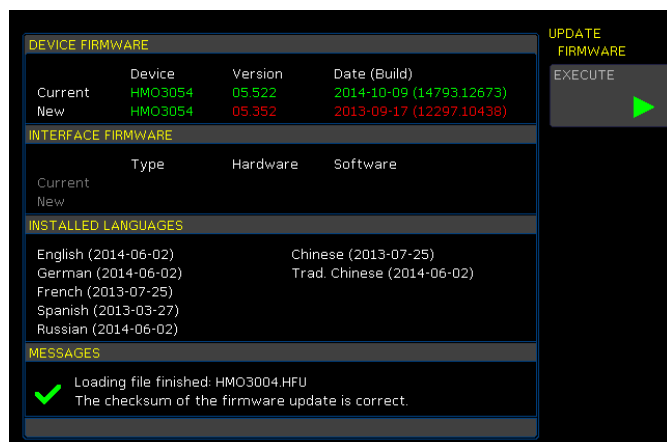 UPDATE
FIRMWARE
EXECUTE
DEVICE FIRMWARE
Device Version Date (Build)
Current HMO3054 05.522 2014-10-09 (14793.12673)
New HMO3054 05.352 2013-09-17 (12297.10438)
INTERFACE FIRMWARE
Type Hardware Software
Current
New
INSTALLED LANGUAGES
English (2014-06-02) Chinese (2013-07-25)
German (2014-06-02) Trad. Chinese (2014-06-02)
French (2013-07-25)
Spanish (2013-03-27)
Russian (2014-06-02)
MESSAGES
Loading file finished: HMO3004.HFU
The checksum of the firmware update is correct.